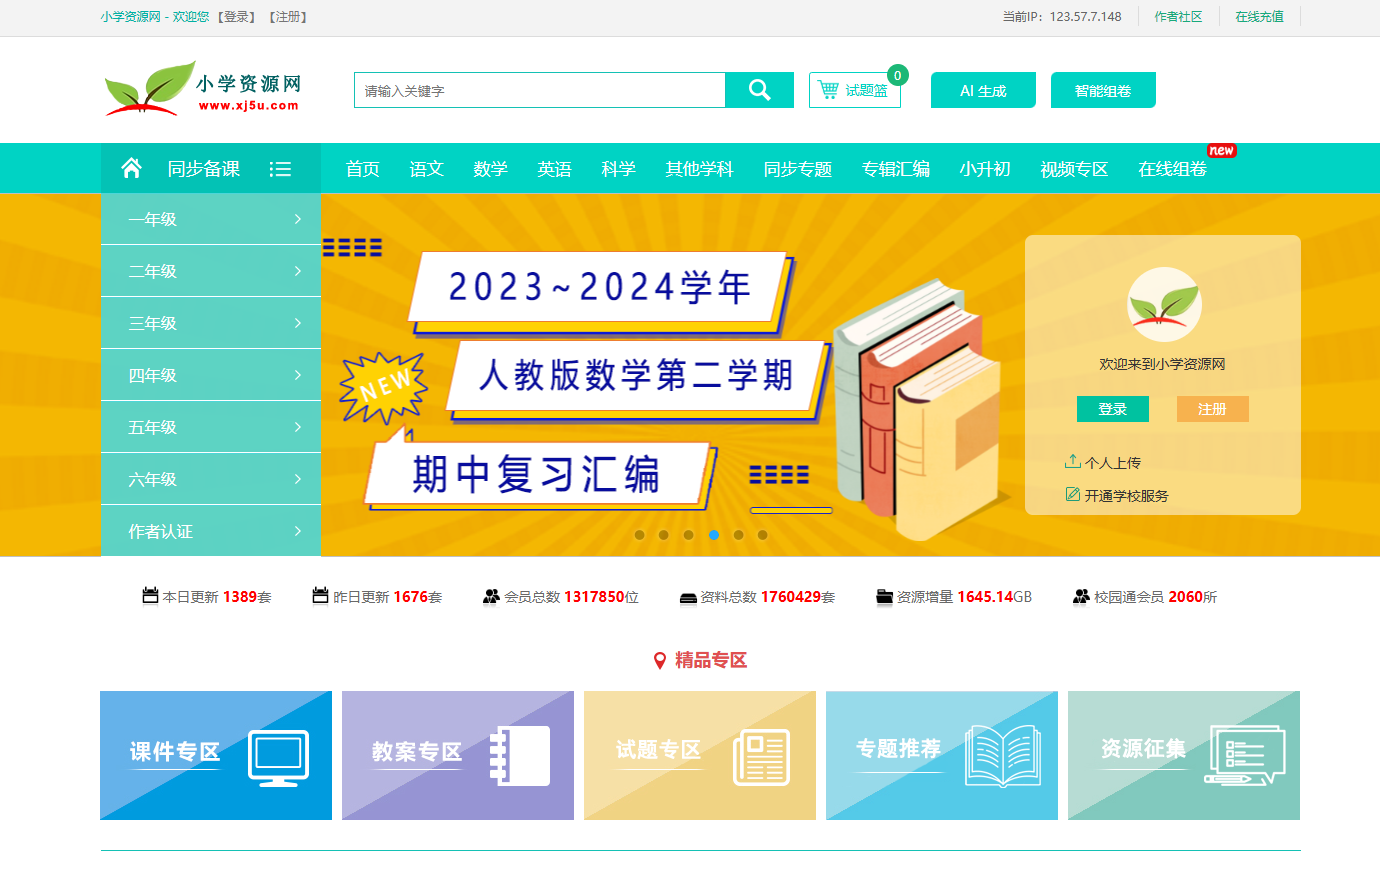 小学资源网 - 欢迎您 【登录】 【注册】
当前IP: 123.57.7.148 作者社区 在线充值
小学资源网
www.xj5u.com
请输入关键字
试题篮 0
AI 生成 智能组卷
同步备课 首页 语文 数学 英语 科学 其他学科 同步专题 专辑汇编 小升初 视频专区 在线组卷 new
一年级
二年级
三年级
四年级
五年级
六年级
作者认证
2023~2024学年
人教版数学第二学期
NEW
期中复习汇编
欢迎来到小学资源网
登录 注册
个人上传
开通学校服务
本日更新 1389套 昨日更新 1676套 会员总数 1317850位 资料总数 1760429套 资源增量 1645.14GB 校园通会员 2060所
精品专区
课件专区 教案专区 试题专区 专题推荐 资源征集